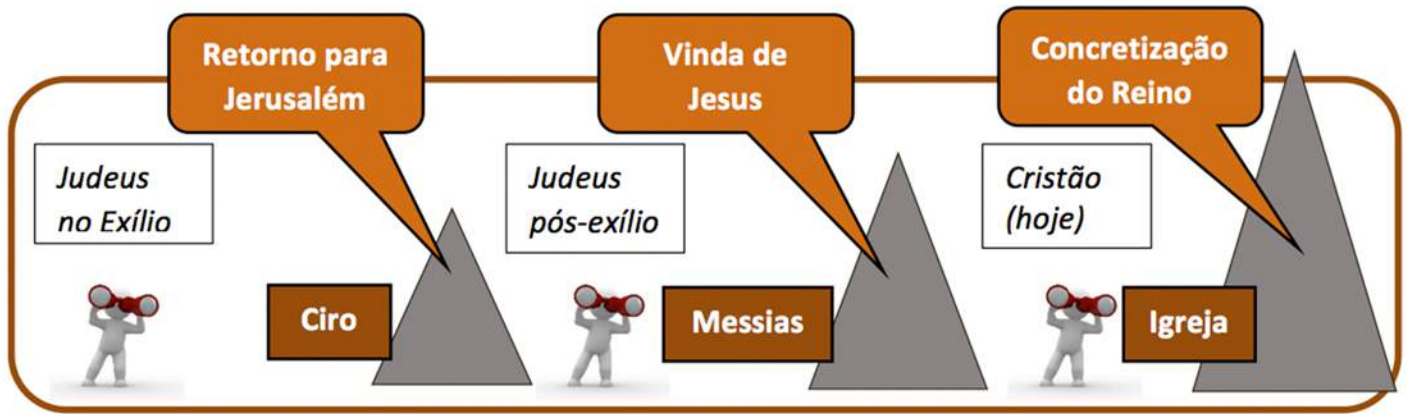 Retorno para
Jerusalém
Vinda de
Jesus
Concretização
do Reino
Judeus
no Exílio
Judeus
pós-exílio
Cristão
(hoje)
Ciro
Messias
Igreja